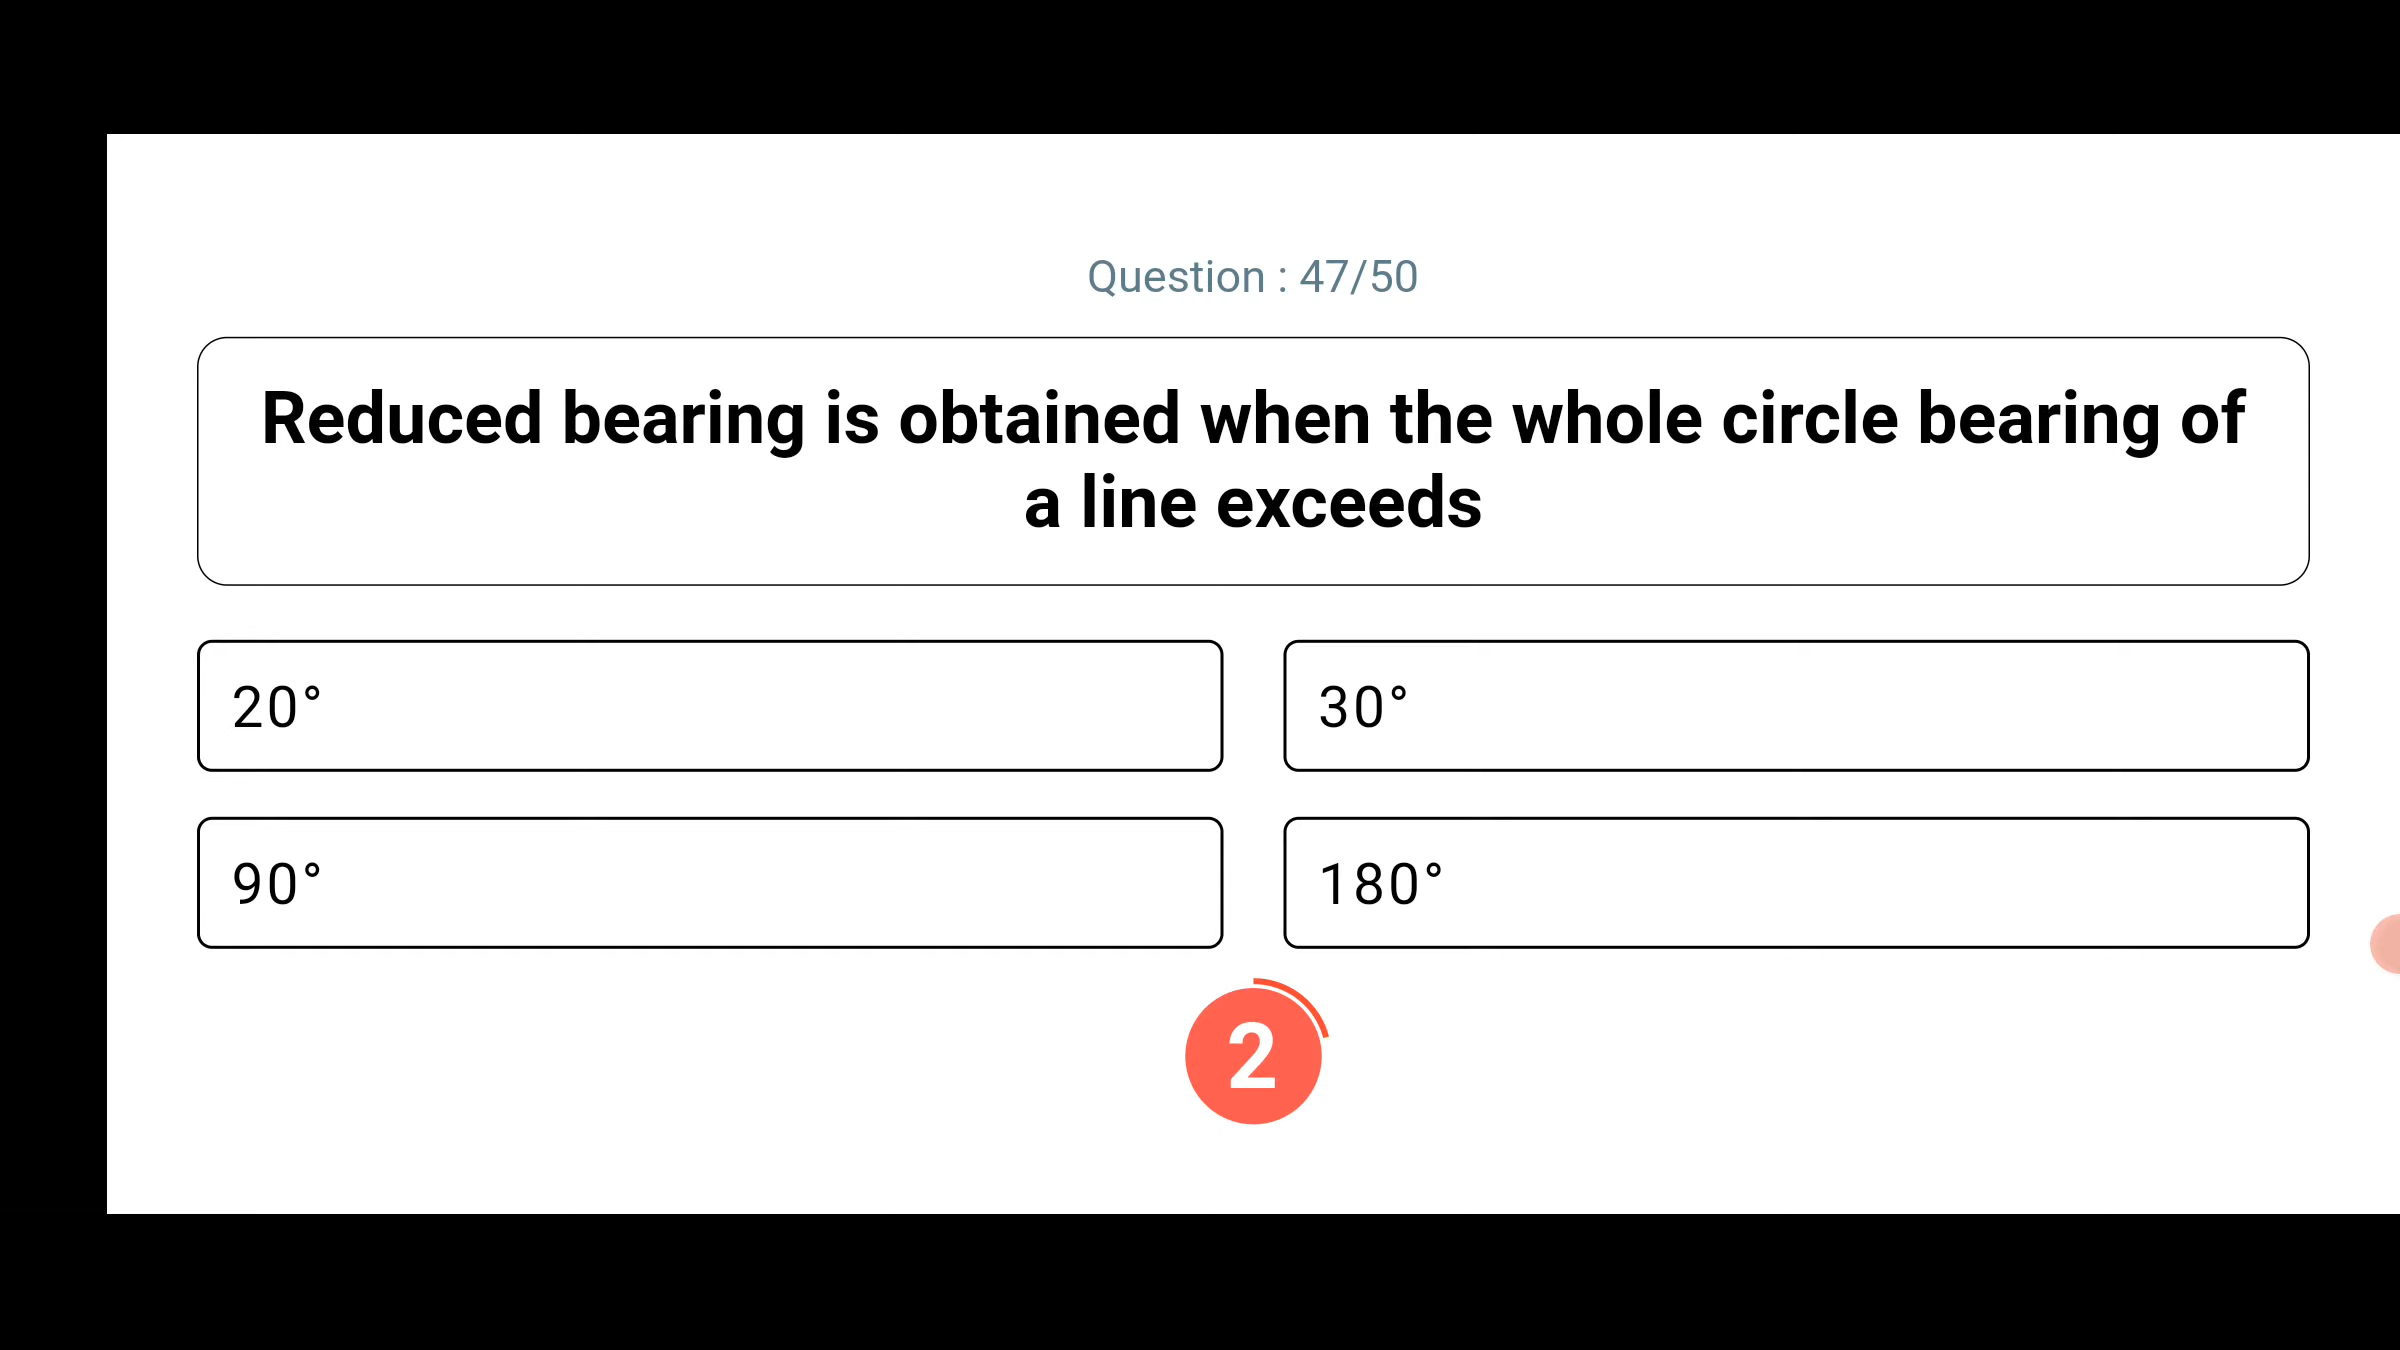 Question : 47/50
Reduced bearing is obtained when the whole circle bearing of
a line exceeds
20°
30°
90°
180°
2